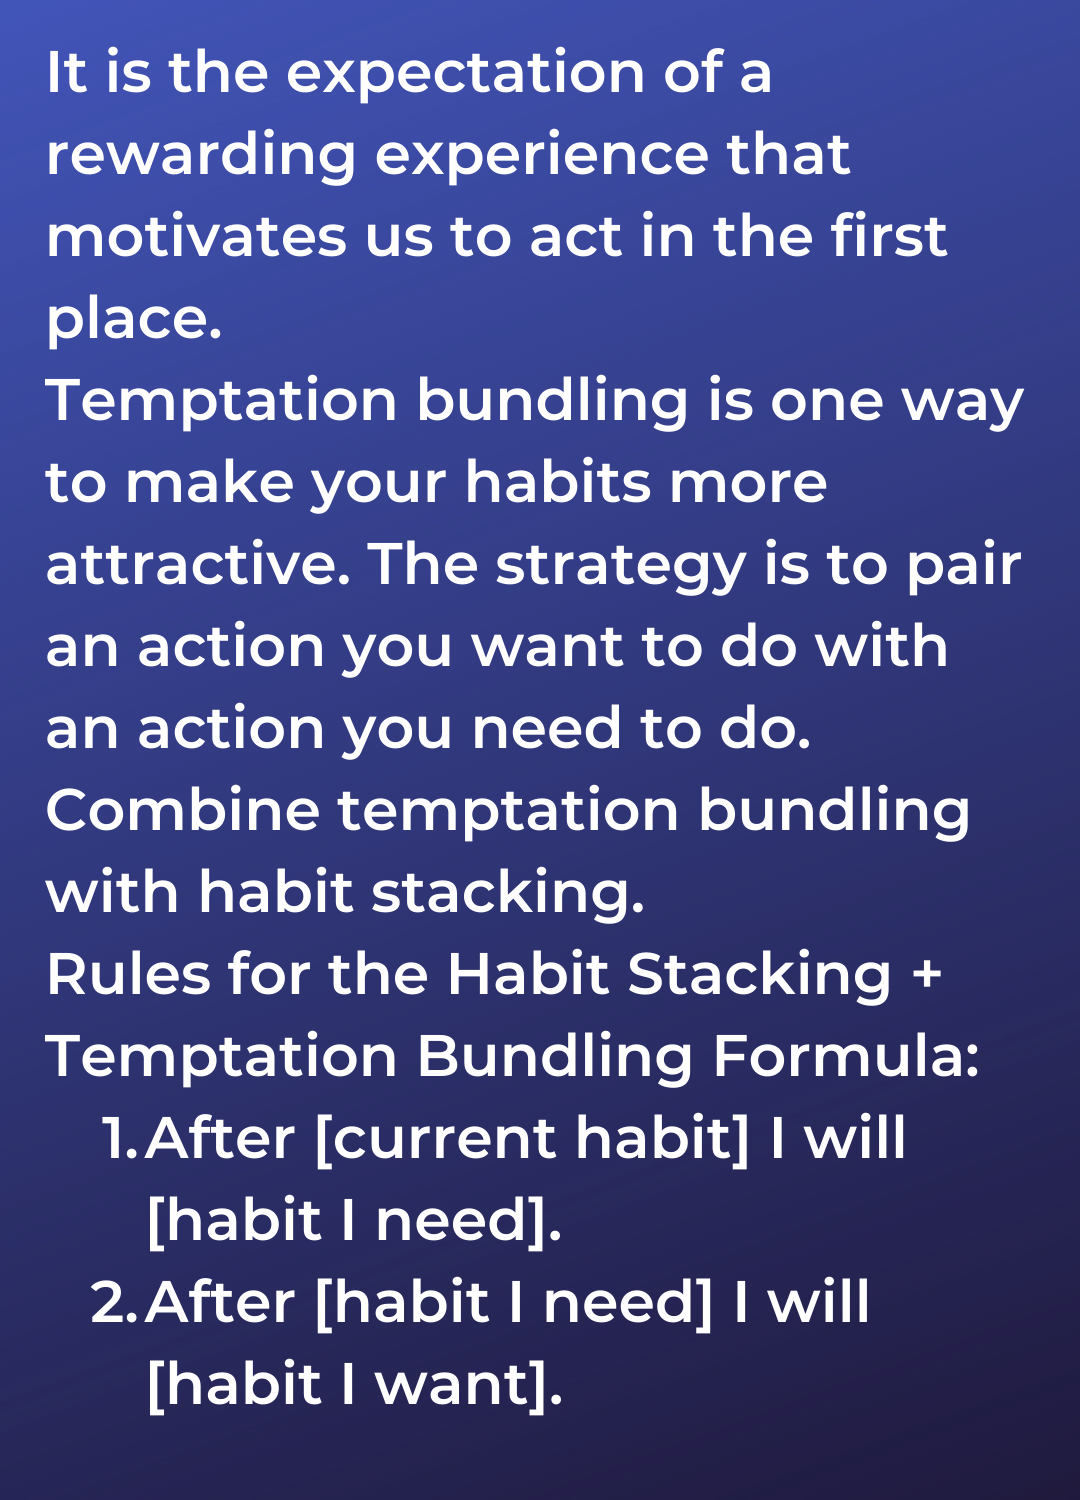 It is the expectation of a
rewarding experience that
motivates us to act in the first
place.
Temptation bundling is one way
to make your habits more
attractive. The strategy is to pair
an action you want to do with
an action you need to do.
Combine temptation bundling
with habit stacking.
Rules for the Habit Stacking +
Temptation Bundling Formula:
1. After [current habit] I will
[habit I need].
2. After [habit I need] I will
[habit I want].